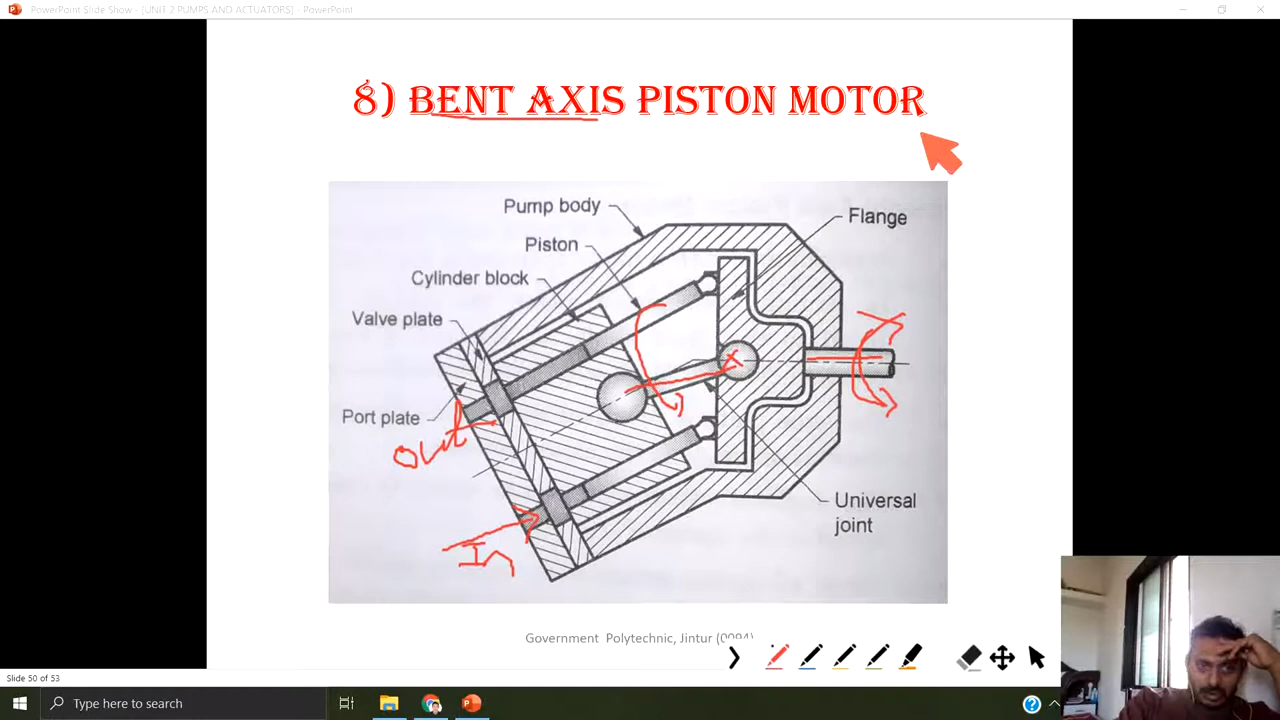 PowerPoint Slide Show - [UNIT 2 PUMPS AND ACTUATORS] - PowerPoint
8) BENT AXIS PISTON MOTOR
Pump body
Flange
Piston
Cylinder block
Valve plate
Port plate
out
In
Universal
joint
Government Polytechnic, Jintur (0094)
Slide 50 of 53
Type here to search